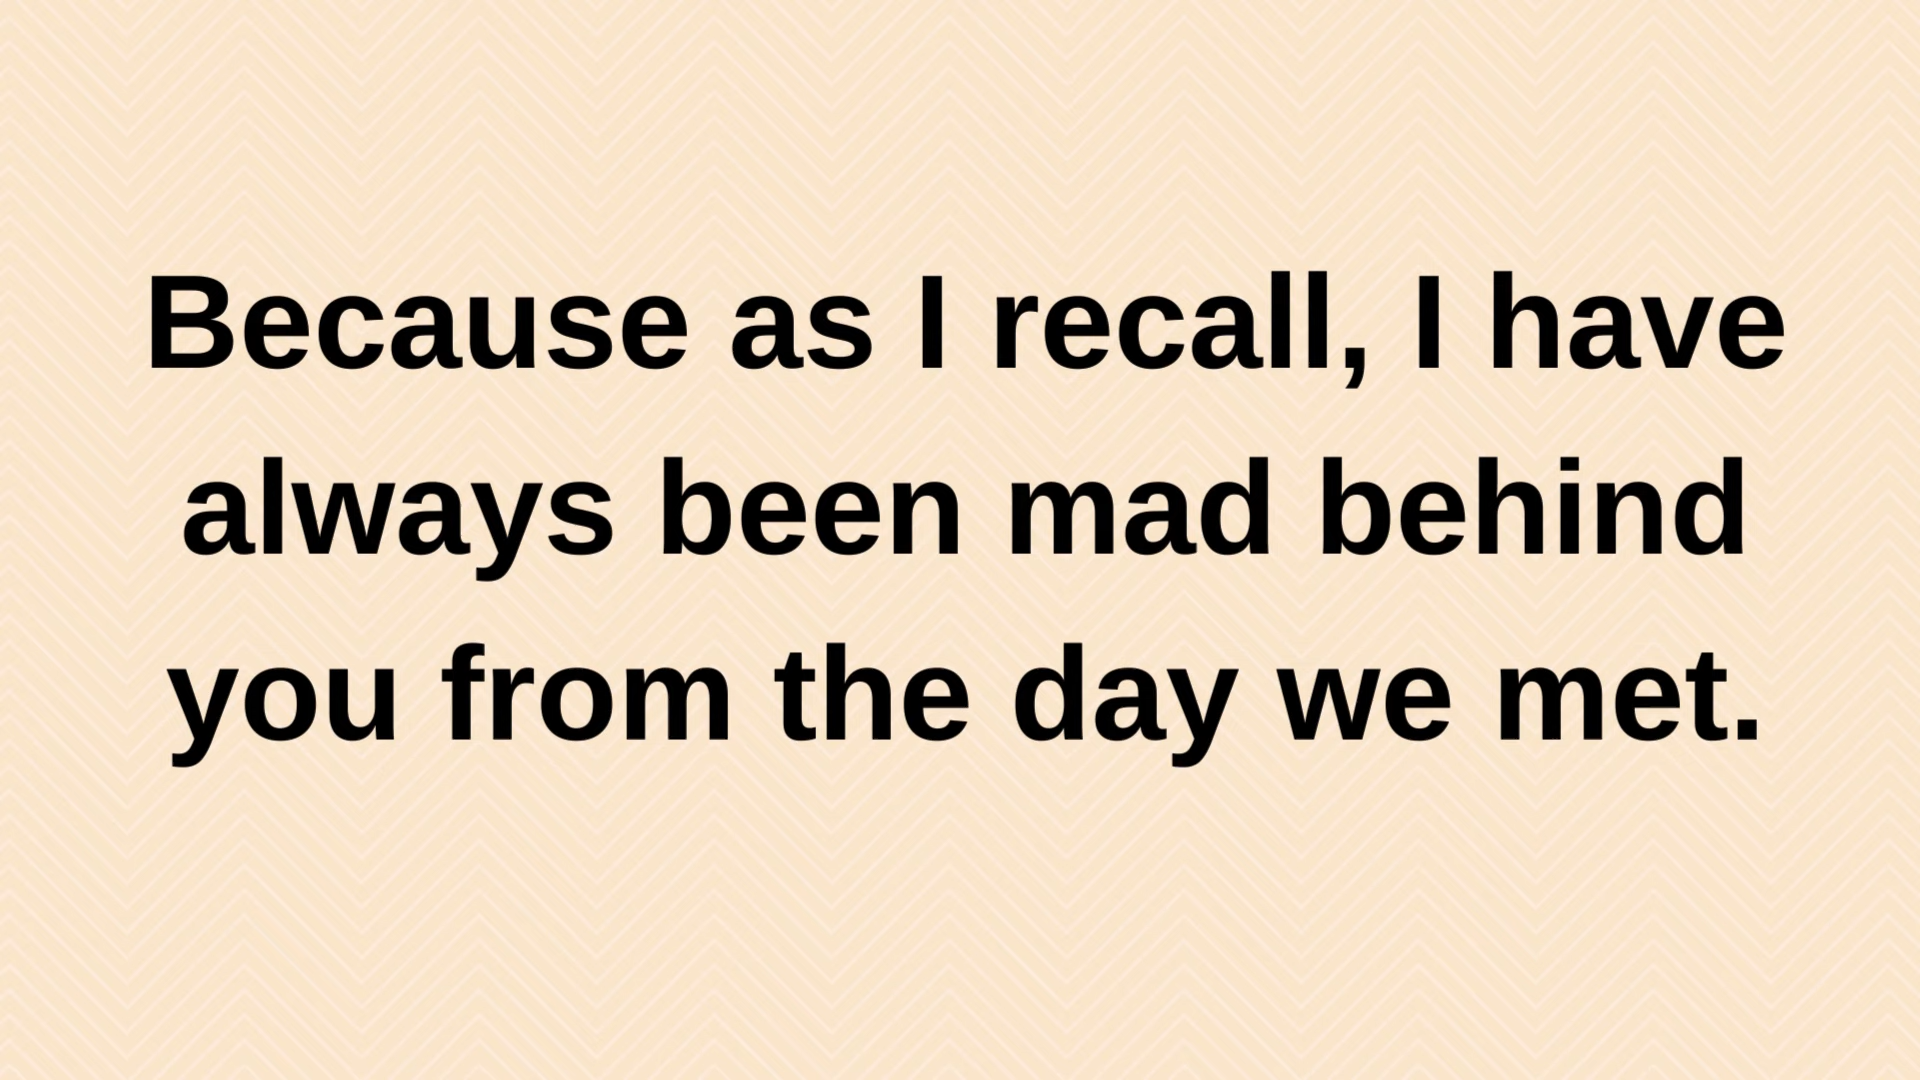 Because as I recall, I have
always been mad behind
you from the day we met.